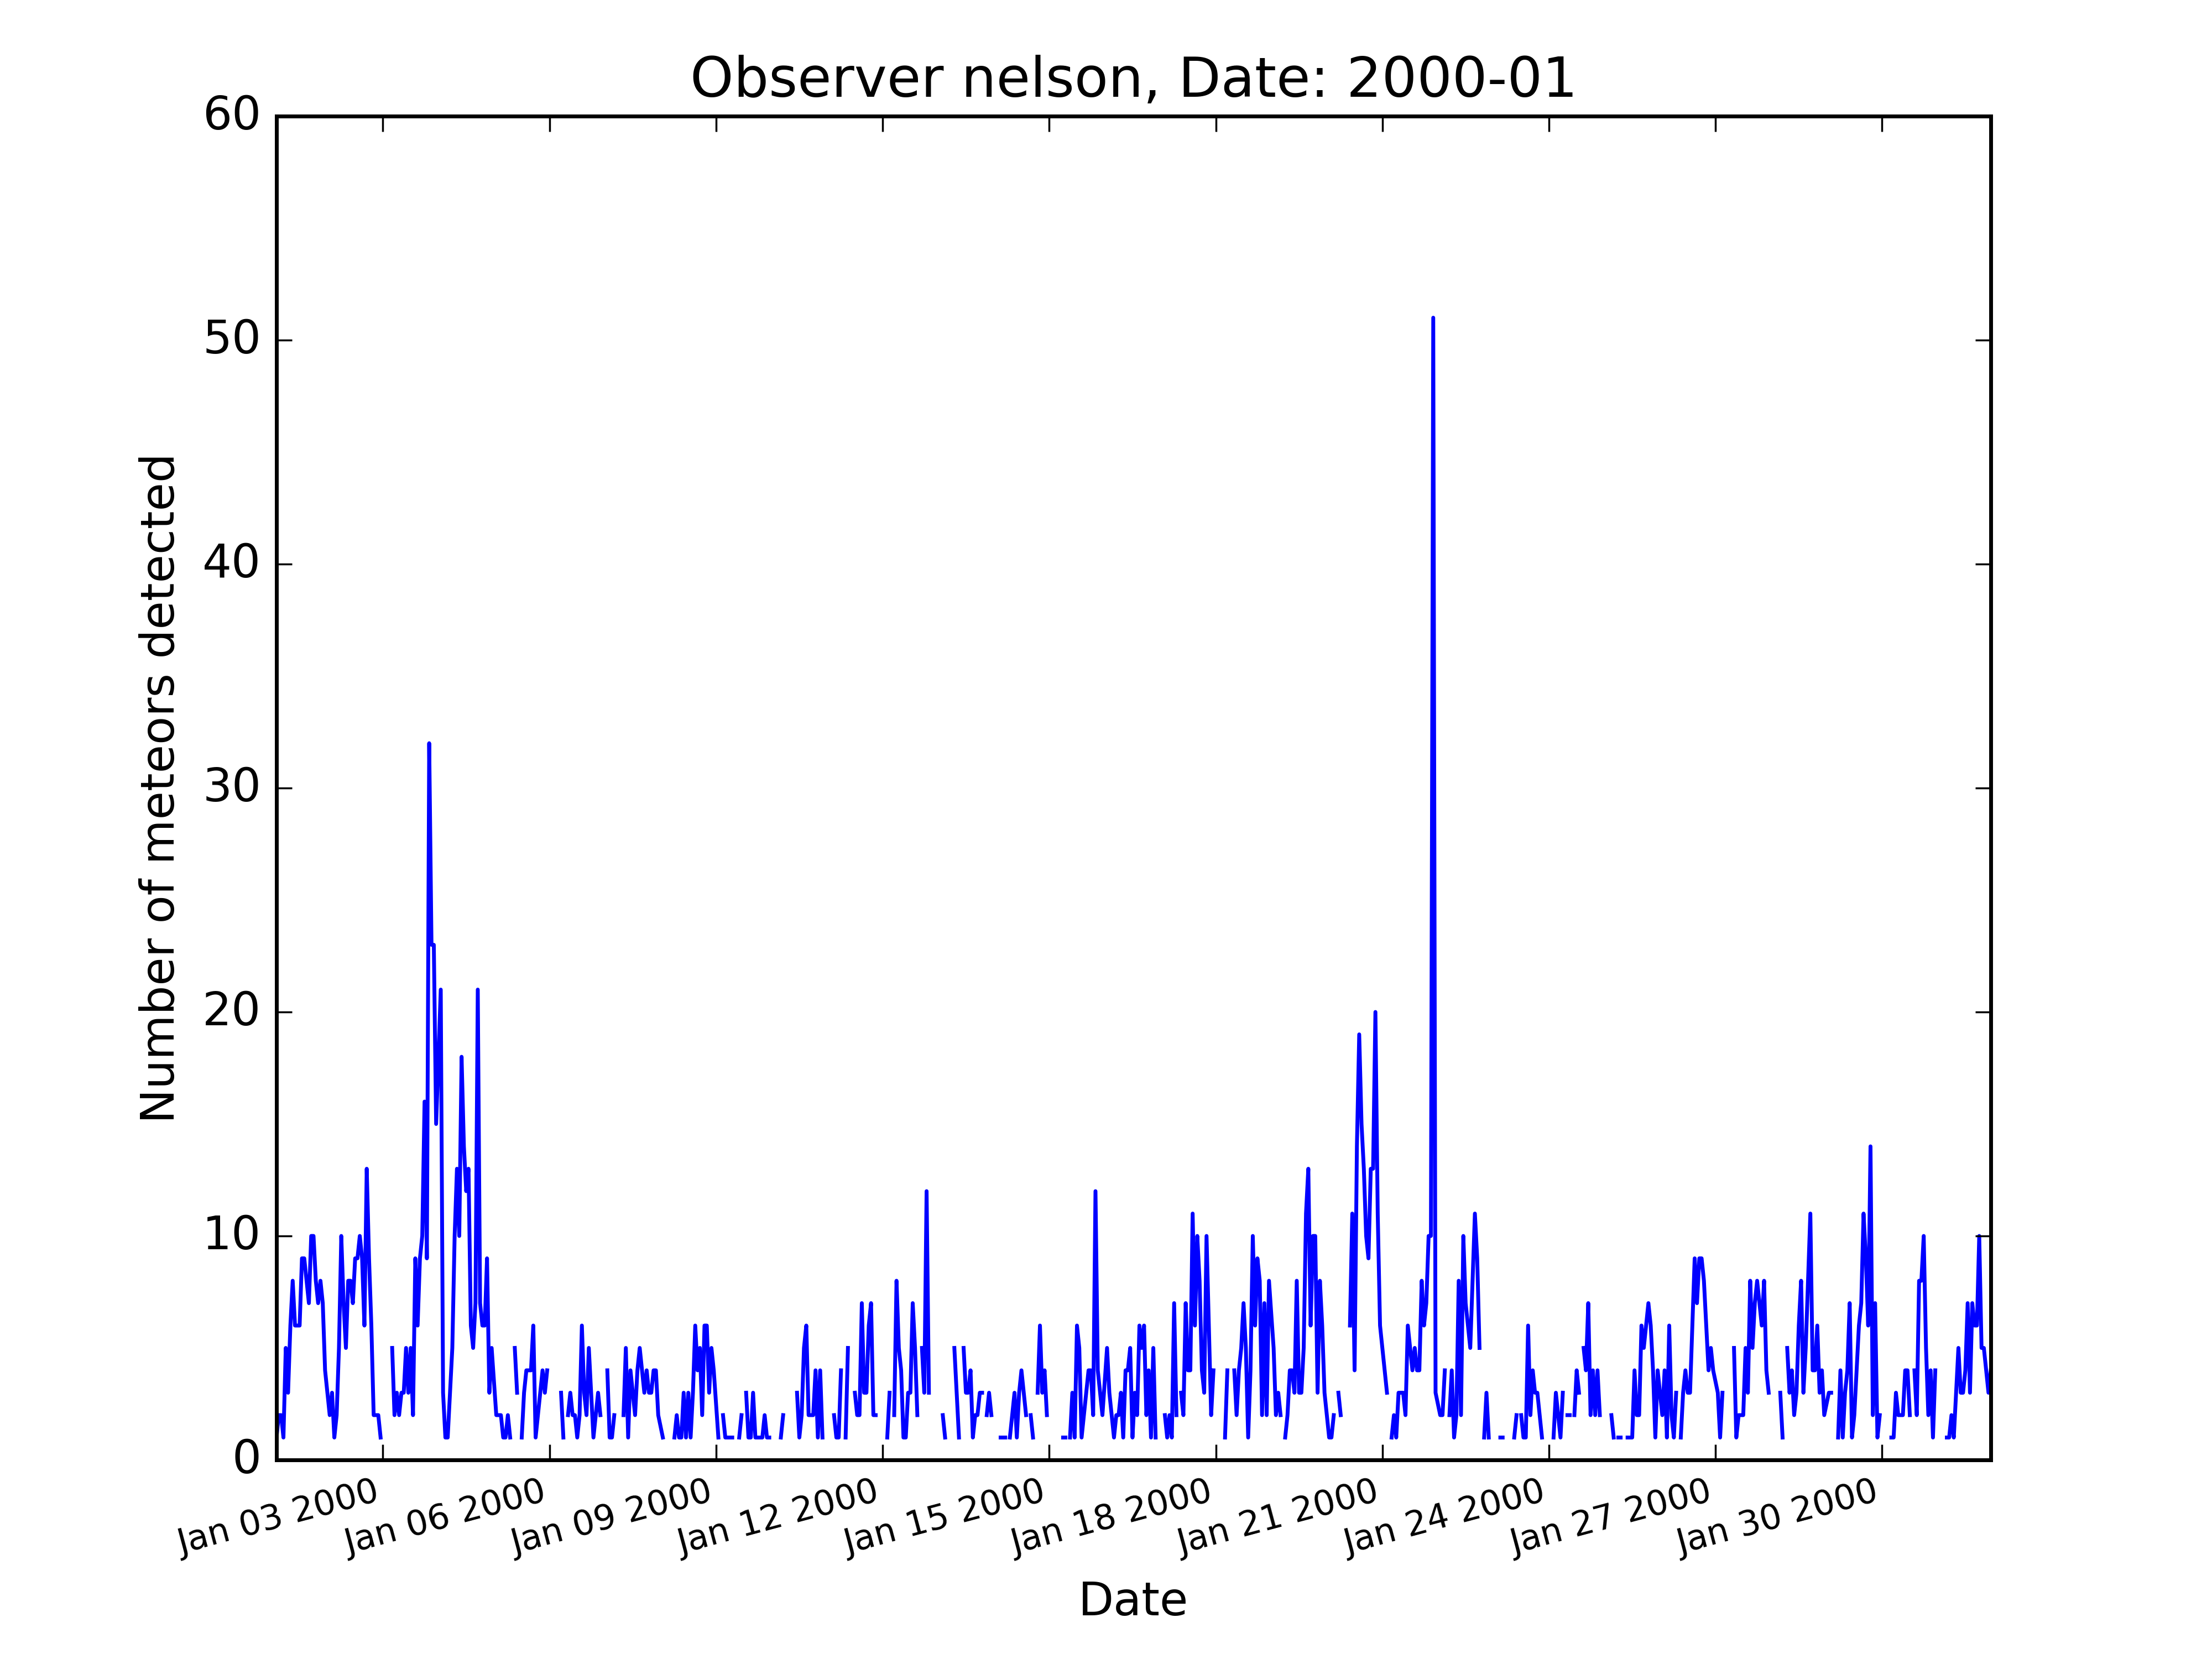 Observer nelson, Date: 2000-01
Number of meteors detected
60
50
40
30
20
10
0
Jan 03 2000
Jan 06 2000
Jan 09 2000
Jan 12 2000
Jan 15 2000
Jan 18 2000
Jan 21 2000
Jan 24 2000
Jan 27 2000
Jan 30 2000
Date